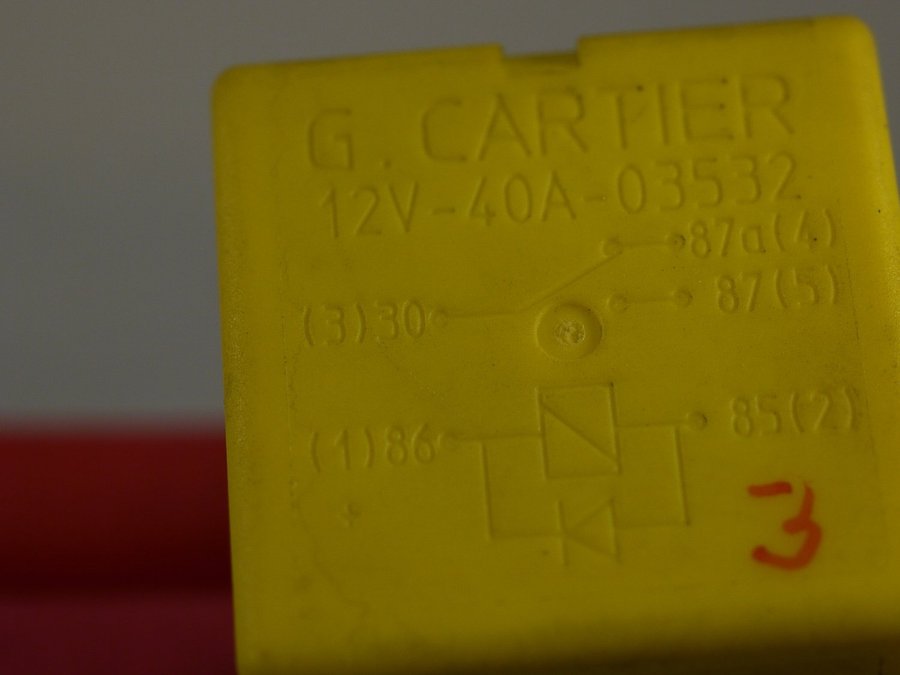 G. CARTIER
12V-40A-03532
87a(4)
(3)30 87(5)
(1)86 85(2)
3